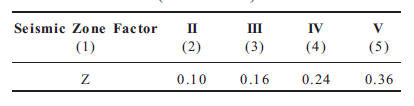 Seismic Zone Factor II III IV V
(1) (2) (3) (4) (5)
Z 0.10 0.16 0.24 0.36